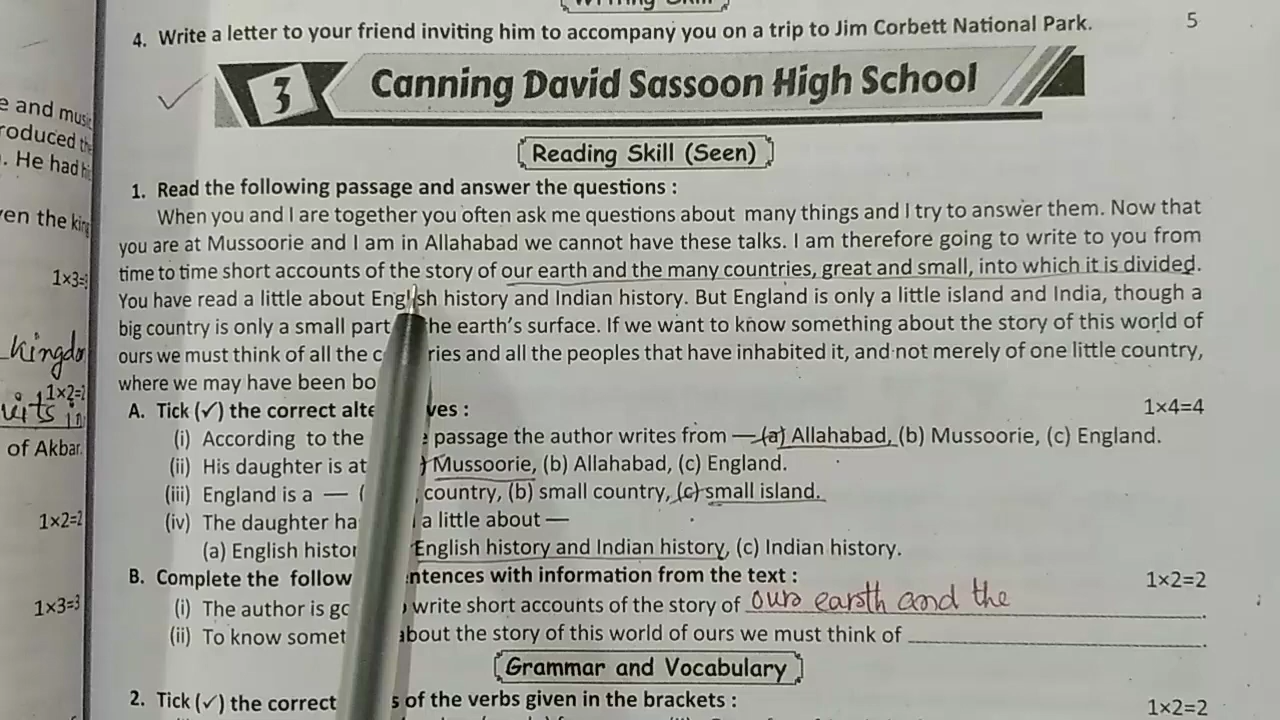 4. Write a letter to your friend inviting him to accompany you on a trip to Jim Corbett National Park. 5
3 Canning David Sassoon High School
Reading Skill (Seen)
1. Read the following passage and answer the questions :
When you and I are together you often ask me questions about many things and I try to answer them. Now that
you are at Mussoorie and I am in Allahabad we cannot have these talks. I am therefore going to write to you from
time to time short accounts of the story of our earth and the many countries, great and small, into which it is divided.
You have read a little about English history and Indian history. But England is only a little island and India, though a
big country is only a small part the earth's surface. If we want to know something about the story of this world of
ours we must think of all the ries and all the peoples that have inhabited it, and not merely of one little country,
where we may have been bo
A. Tick (✓) the correct alte ves : 1×4=4
(i) According to the passage the author writes from — (a) Allahabad, (b) Mussoorie, (c) England.
(ii) His daughter is at Mussoorie, (b) Allahabad, (c) England.
(iii) England is a — ( country, (b) small country, (c) small island.
(iv) The daughter ha a little about —
(a) English histor English history and Indian history, (c) Indian history.
B. Complete the follow ntences with information from the text : 1×2=2
(i) The author is go write short accounts of the story of our earth and the
(ii) To know somet about the story of this world of ours we must think of
Grammar and Vocabulary
2. Tick (✓) the correct s of the verbs given in the brackets : 1×2=2
e and music
roduced the
. He had
ven the king
1×3=3
kingdo
1×2=2
of Akbar.
1×2=2
1×3=3